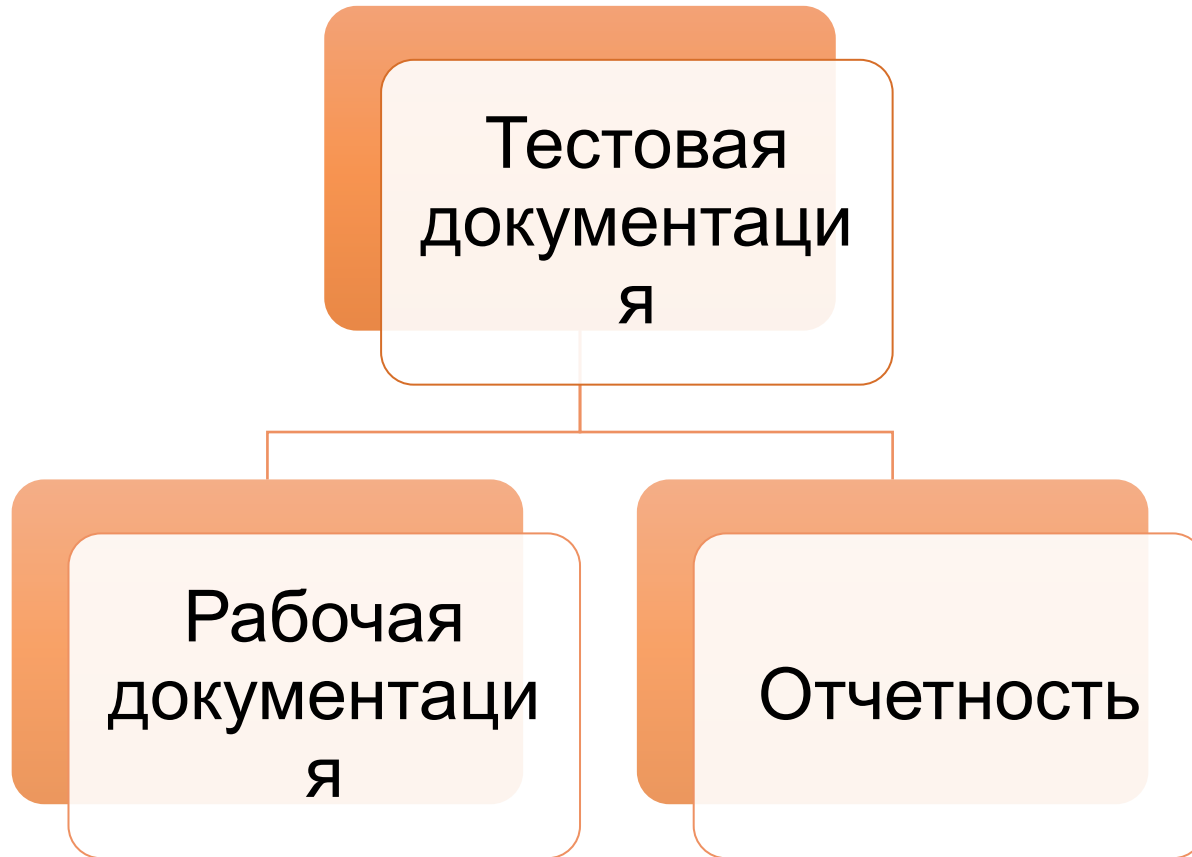 Тестовая
документаци
я
Рабочая
документаци
я
Отчетность